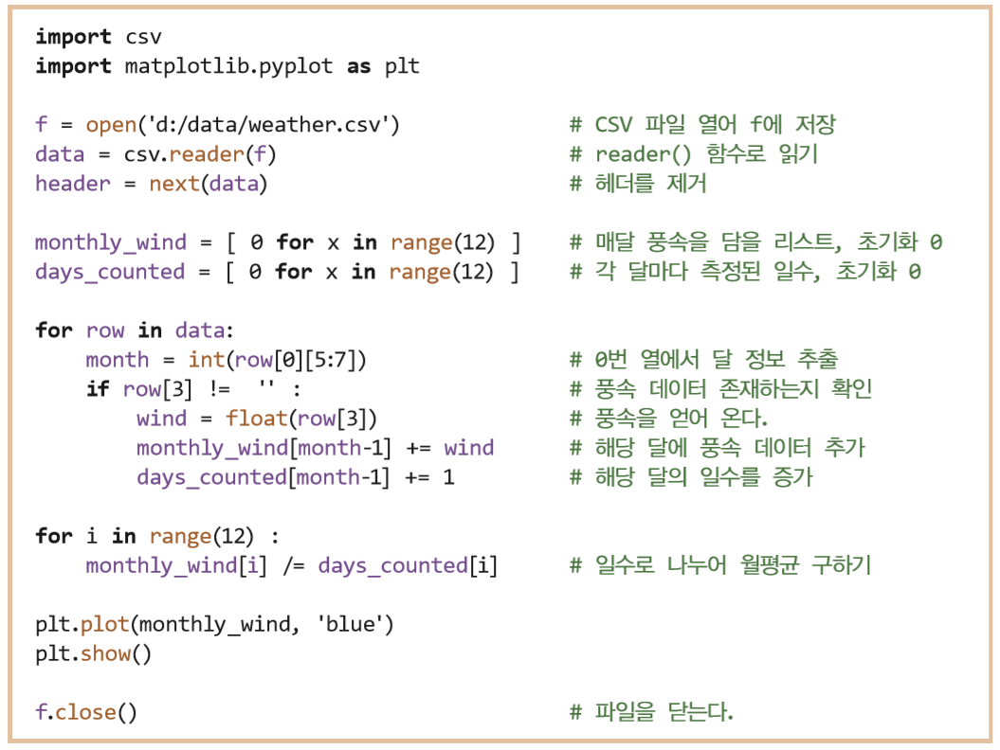 import csv
import matplotlib.pyplot as plt
f = open('d:/data/weather.csv') # CSV 파일 열어 f에 저장
data = csv.reader(f) # reader() 함수로 읽기
header = next(data) # 헤더를 제거
monthly_wind = [ 0 for x in range(12) ] # 매달 풍속을 담을 리스트, 초기화 0
days_counted = [ 0 for x in range(12) ] # 각 달마다 측정된 일수, 초기화 0
for row in data:
    month = int(row[0][5:7]) # 0번 열에서 달 정보 추출
    if row[3] != '' : # 풍속 데이터 존재하는지 확인
        wind = float(row[3]) # 풍속을 얻어 온다.
        monthly_wind[month-1] += wind # 해당 달에 풍속 데이터 추가
        days_counted[month-1] += 1 # 해당 달의 일수를 증가
for i in range(12) :
    monthly_wind[i] /= days_counted[i] # 일수로 나누어 월평균 구하기
plt.plot(monthly_wind, 'blue')
plt.show()
f.close() # 파일을 닫는다.